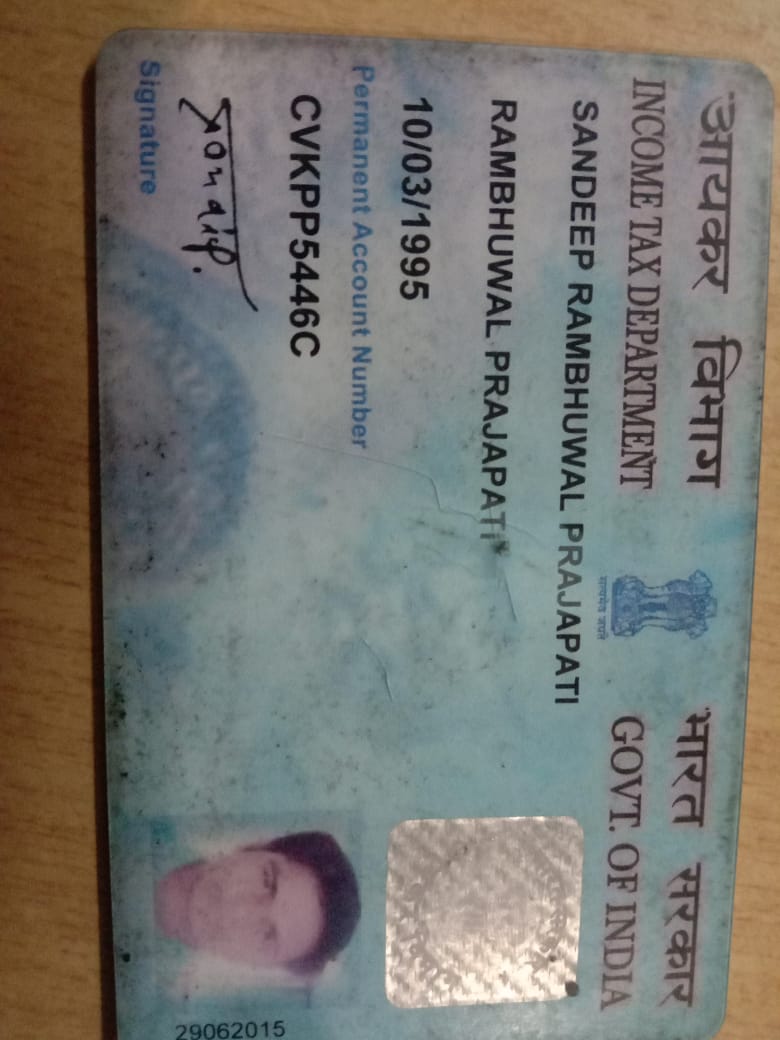 आयकर विभाग
INCOME TAX DEPARTMENT
भारत सरकार
GOVT. OF INDIA
सत्यमेव जयते
SANDEEP RAMBHUWAL PRAJAPATI
RAMBHUWAL PRAJAPATI
10/03/1995
Permanent Account Number
CVKPP5446C
Signature
29062015